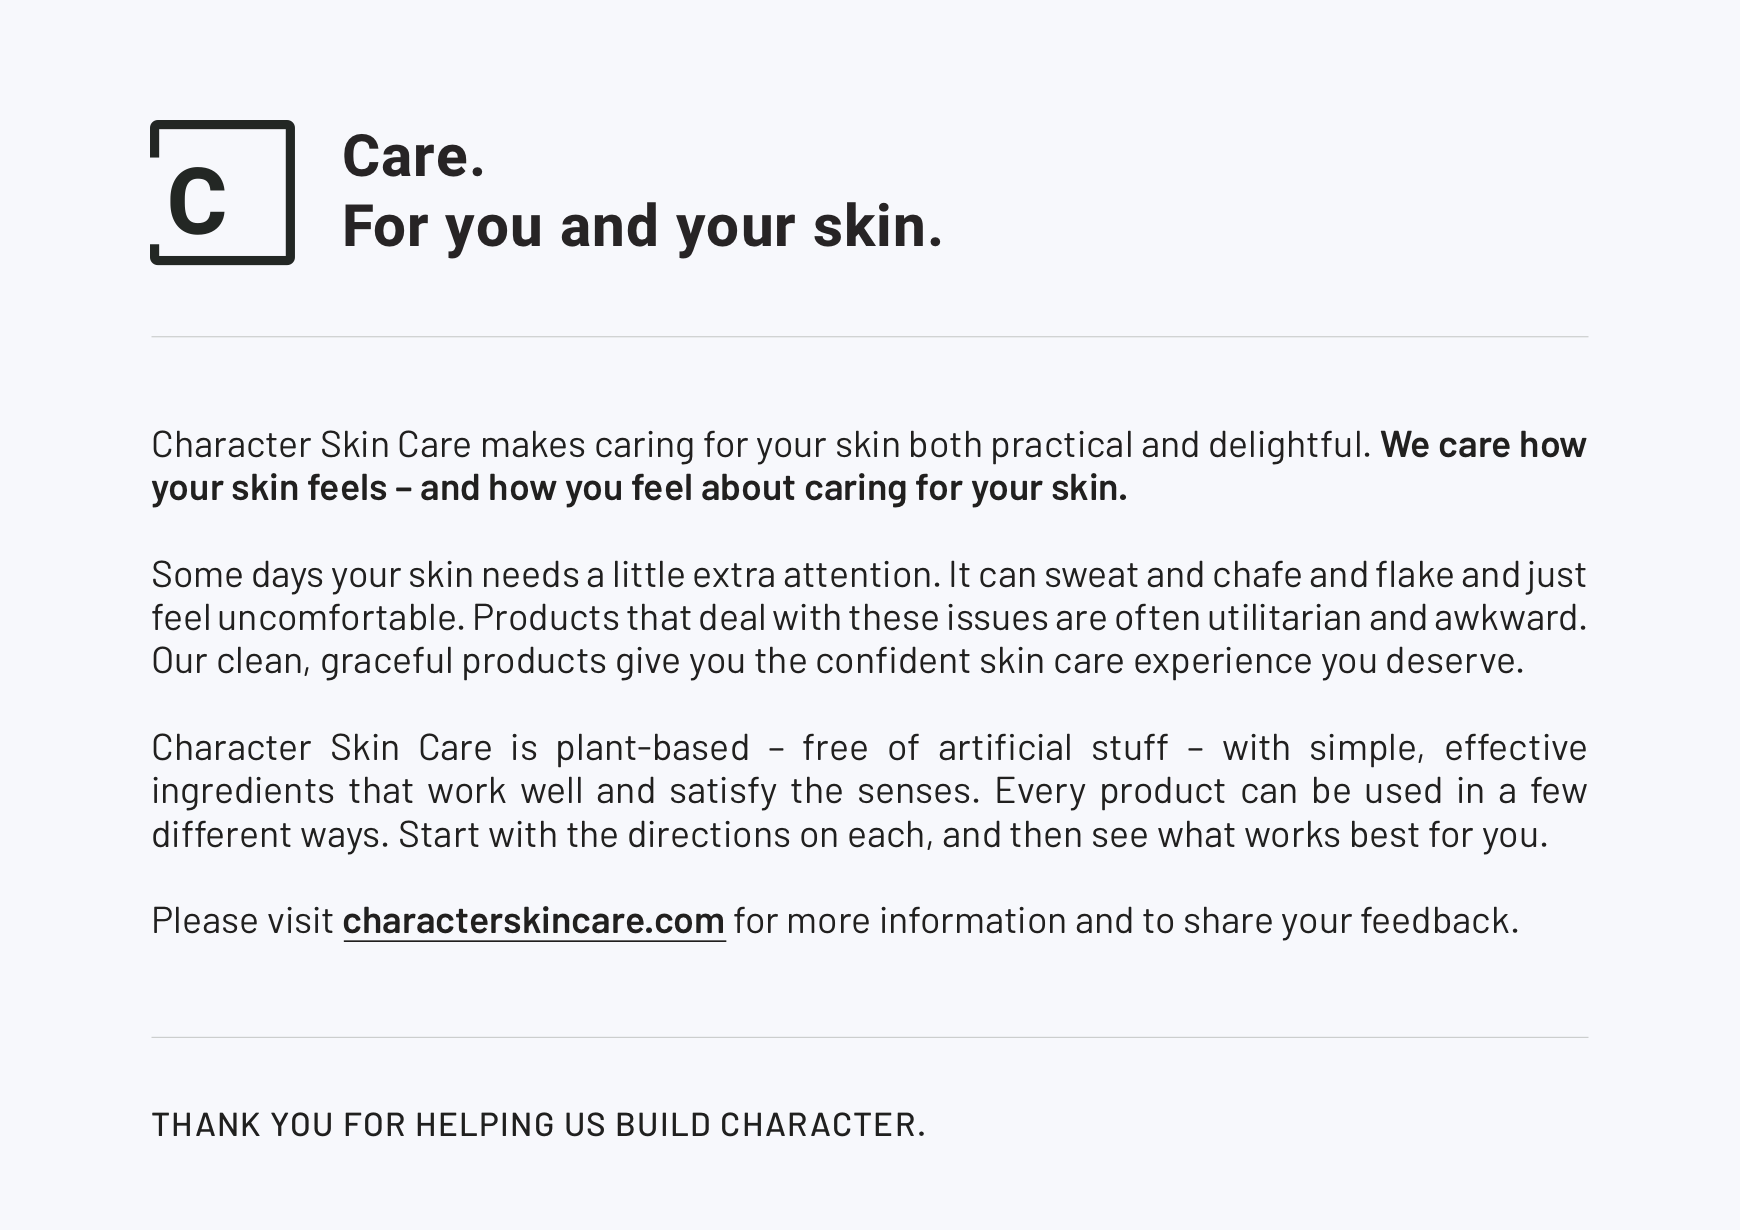 C
Care.
For you and your skin.
Character Skin Care makes caring for your skin both practical and delightful. We care how
your skin feels – and how you feel about caring for your skin.
Some days your skin needs a little extra attention. It can sweat and chafe and flake and just
feel uncomfortable. Products that deal with these issues are often utilitarian and awkward.
Our clean, graceful products give you the confident skin care experience you deserve.
Character Skin Care is plant-based – free of artificial stuff – with simple, effective
ingredients that work well and satisfy the senses. Every product can be used in a few
different ways. Start with the directions on each, and then see what works best for you.
Please visit characterskincare.com for more information and to share your feedback.
THANK YOU FOR HELPING US BUILD CHARACTER.